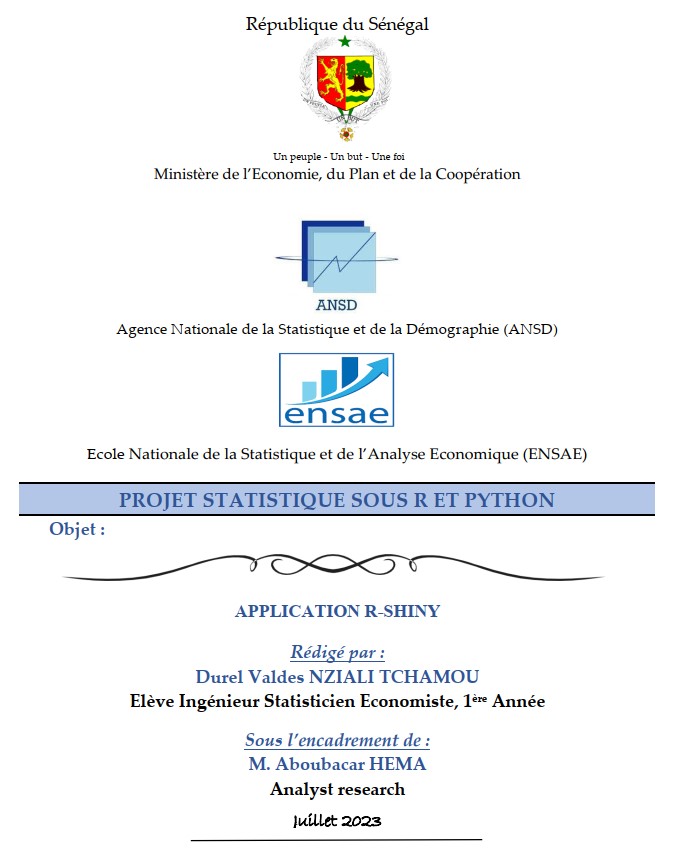 République du Sénégal
Un peuple - Un but - Une foi
Ministère de l’Economie, du Plan et de la Coopération
ANSD
Agence Nationale de la Statistique et de la Démographie (ANSD)
ensae
Ecole Nationale de la Statistique et de l’Analyse Economique (ENSAE)
PROJET STATISTIQUE SOUS R ET PYTHON
Objet :
APPLICATION R-SHINY
Rédigé par :
Durel Valdes NZIALI TCHAMOU
Elève Ingénieur Statisticien Economiste, 1ère Année
Sous l’encadrement de :
M. Aboubacar HEMA
Analyst research
Juillet 2023